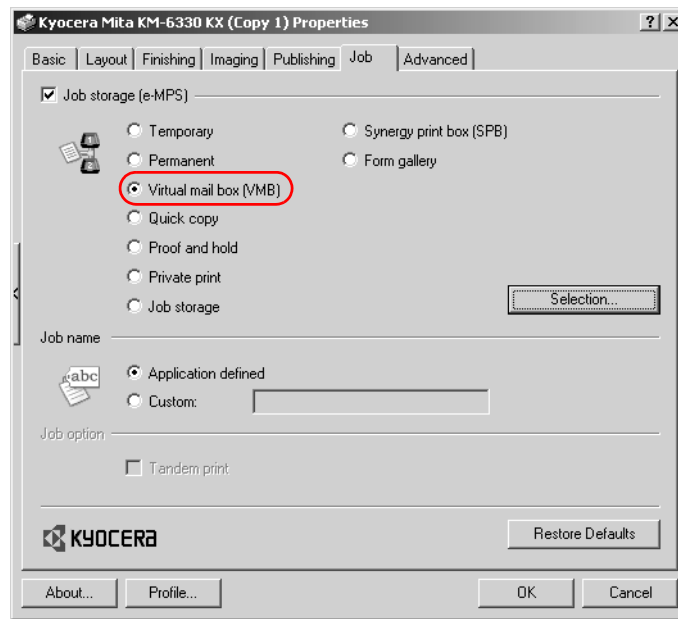 Kyocera Mita KM-6330 KX (Copy 1) Properties ? ×
Basic Layout Finishing Imaging Publishing Job Advanced
Job storage (e-MPS)
Temporary Synergy print box (SPB)
Permanent Form gallery
Virtual mail box (VMB)
Quick copy
Proof and hold
Private print
Job storage Selection...
Job name
abc Application defined
Custom:
Job option
Tandem print
KYOCERA Restore Defaults
About... Profile... OK Cancel